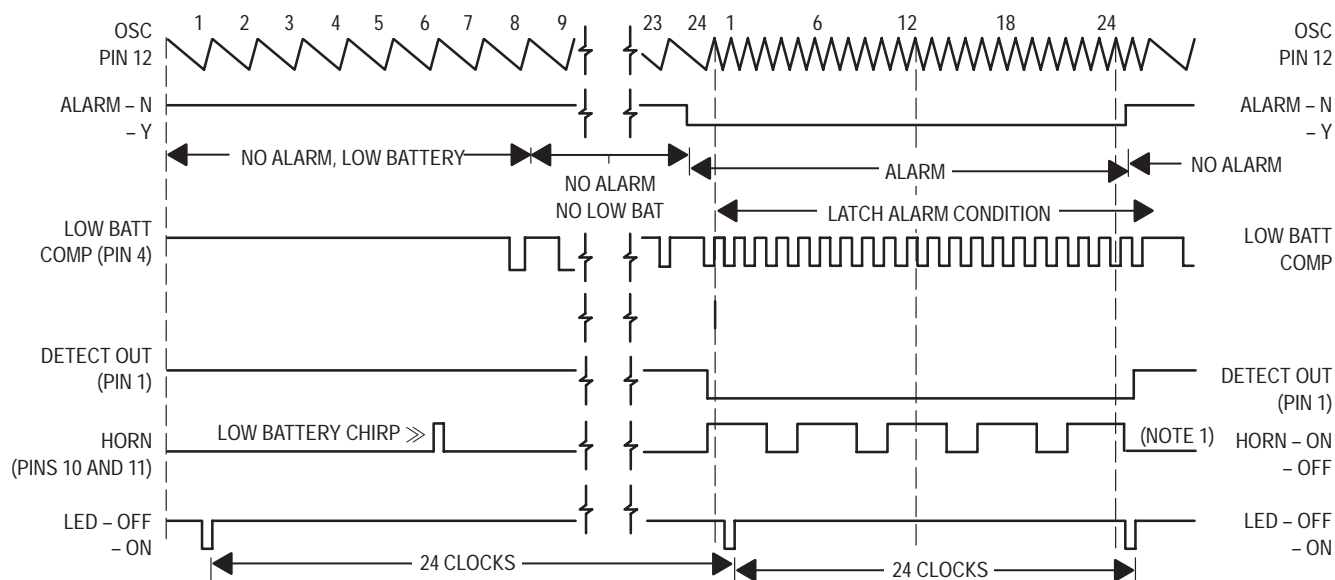 1 2 3 4 5 6 7 8 9 23 24 1 6 12 18 24
OSC
PIN 12
OSC
PIN 12
ALARM – N
– Y
ALARM – N
– Y
NO ALARM, LOW BATTERY
NO ALARM
NO LOW BAT
ALARM
NO ALARM
LATCH ALARM CONDITION
LOW BATT
COMP (PIN 4)
LOW BATT
COMP
DETECT OUT
(PIN 1)
DETECT OUT
(PIN 1)
HORN
(PINS 10 AND 11)
LOW BATTERY CHIRP ≫
(NOTE 1)
HORN – ON
– OFF
LED – OFF
– ON
LED – OFF
– ON
24 CLOCKS
24 CLOCKS